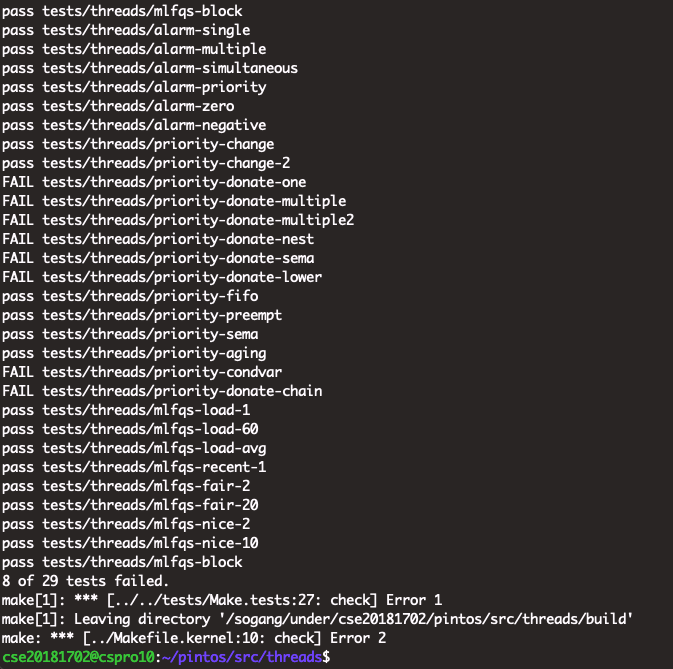 pass tests/threads/mlfqs-block
pass tests/threads/alarm-single
pass tests/threads/alarm-multiple
pass tests/threads/alarm-simultaneous
pass tests/threads/alarm-priority
pass tests/threads/alarm-zero
pass tests/threads/alarm-negative
pass tests/threads/priority-change
pass tests/threads/priority-change-2
FAIL tests/threads/priority-donate-one
FAIL tests/threads/priority-donate-multiple
FAIL tests/threads/priority-donate-multiple2
FAIL tests/threads/priority-donate-nest
FAIL tests/threads/priority-donate-sema
FAIL tests/threads/priority-donate-lower
pass tests/threads/priority-fifo
pass tests/threads/priority-preempt
pass tests/threads/priority-sema
pass tests/threads/priority-aging
FAIL tests/threads/priority-condvar
FAIL tests/threads/priority-donate-chain
pass tests/threads/mlfqs-load-1
pass tests/threads/mlfqs-load-60
pass tests/threads/mlfqs-load-avg
pass tests/threads/mlfqs-recent-1
pass tests/threads/mlfqs-fair-2
pass tests/threads/mlfqs-fair-20
pass tests/threads/mlfqs-nice-2
pass tests/threads/mlfqs-nice-10
pass tests/threads/mlfqs-block
8 of 29 tests failed.
make[1]: *** [../../tests/Make.tests:27: check] Error 1
make[1]: Leaving directory '/sogang/under/cse20181702/pintos/src/threads/build'
make: *** [../Makefile.kernel:10: check] Error 2
cse20181702@cspro10:~/pintos/src/threads$